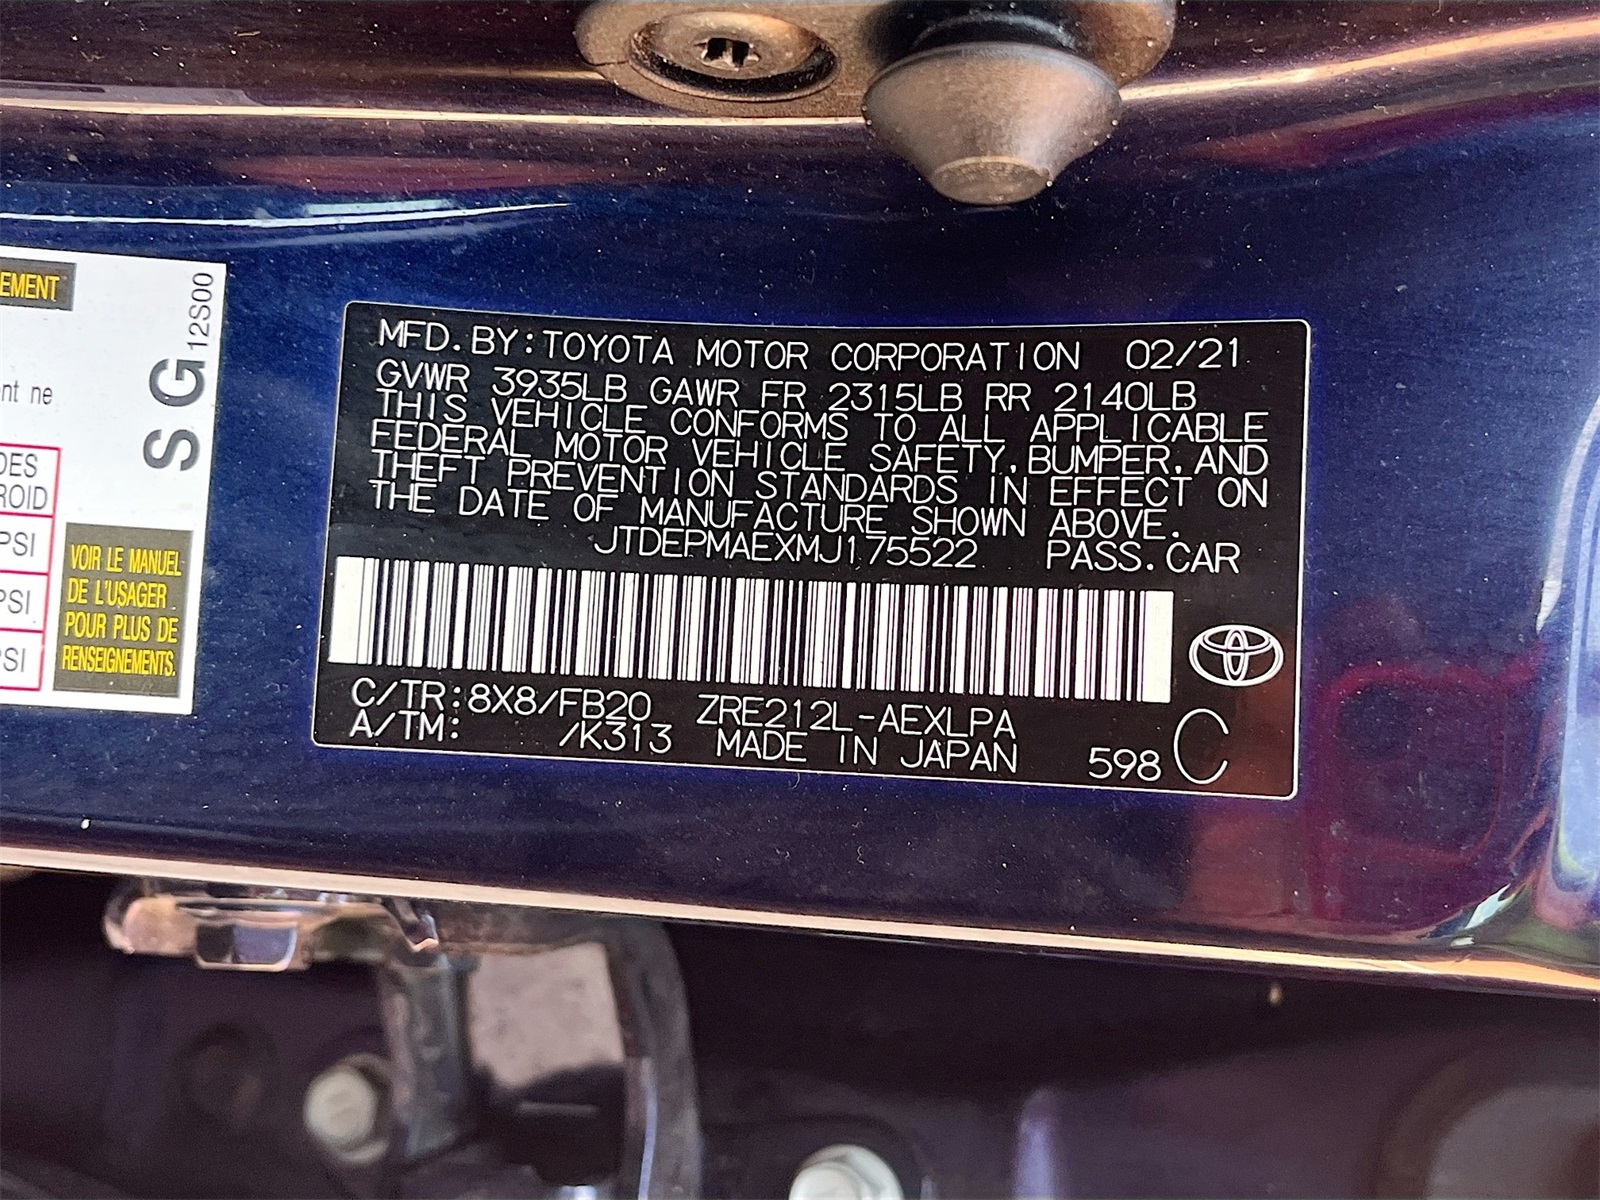 EMENT
12S00
S G
nt ne
DES
ROID
PSI
PSI
PSI
VOIR LE MANUEL
DE L'USAGER
POUR PLUS DE
RENSEIGNEMENTS.
MFD. BY: TOYOTA MOTOR CORPORATION 02/21
GVWR 3935LB GAWR FR 2315LB RR 2140LB
THIS VEHICLE CONFORMS TO ALL APPLICABLE
FEDERAL MOTOR VEHICLE SAFETY, BUMPER, AND
THEFT PREVENTION STANDARDS IN EFFECT ON
THE DATE OF MANUFACTURE SHOWN ABOVE.
JTDEPMAEXMJ175522 PASS. CAR
C/TR: 8X8/FB20 ZRE212L-AEXLPA
A/TM: /K313 MADE IN JAPAN 598 C